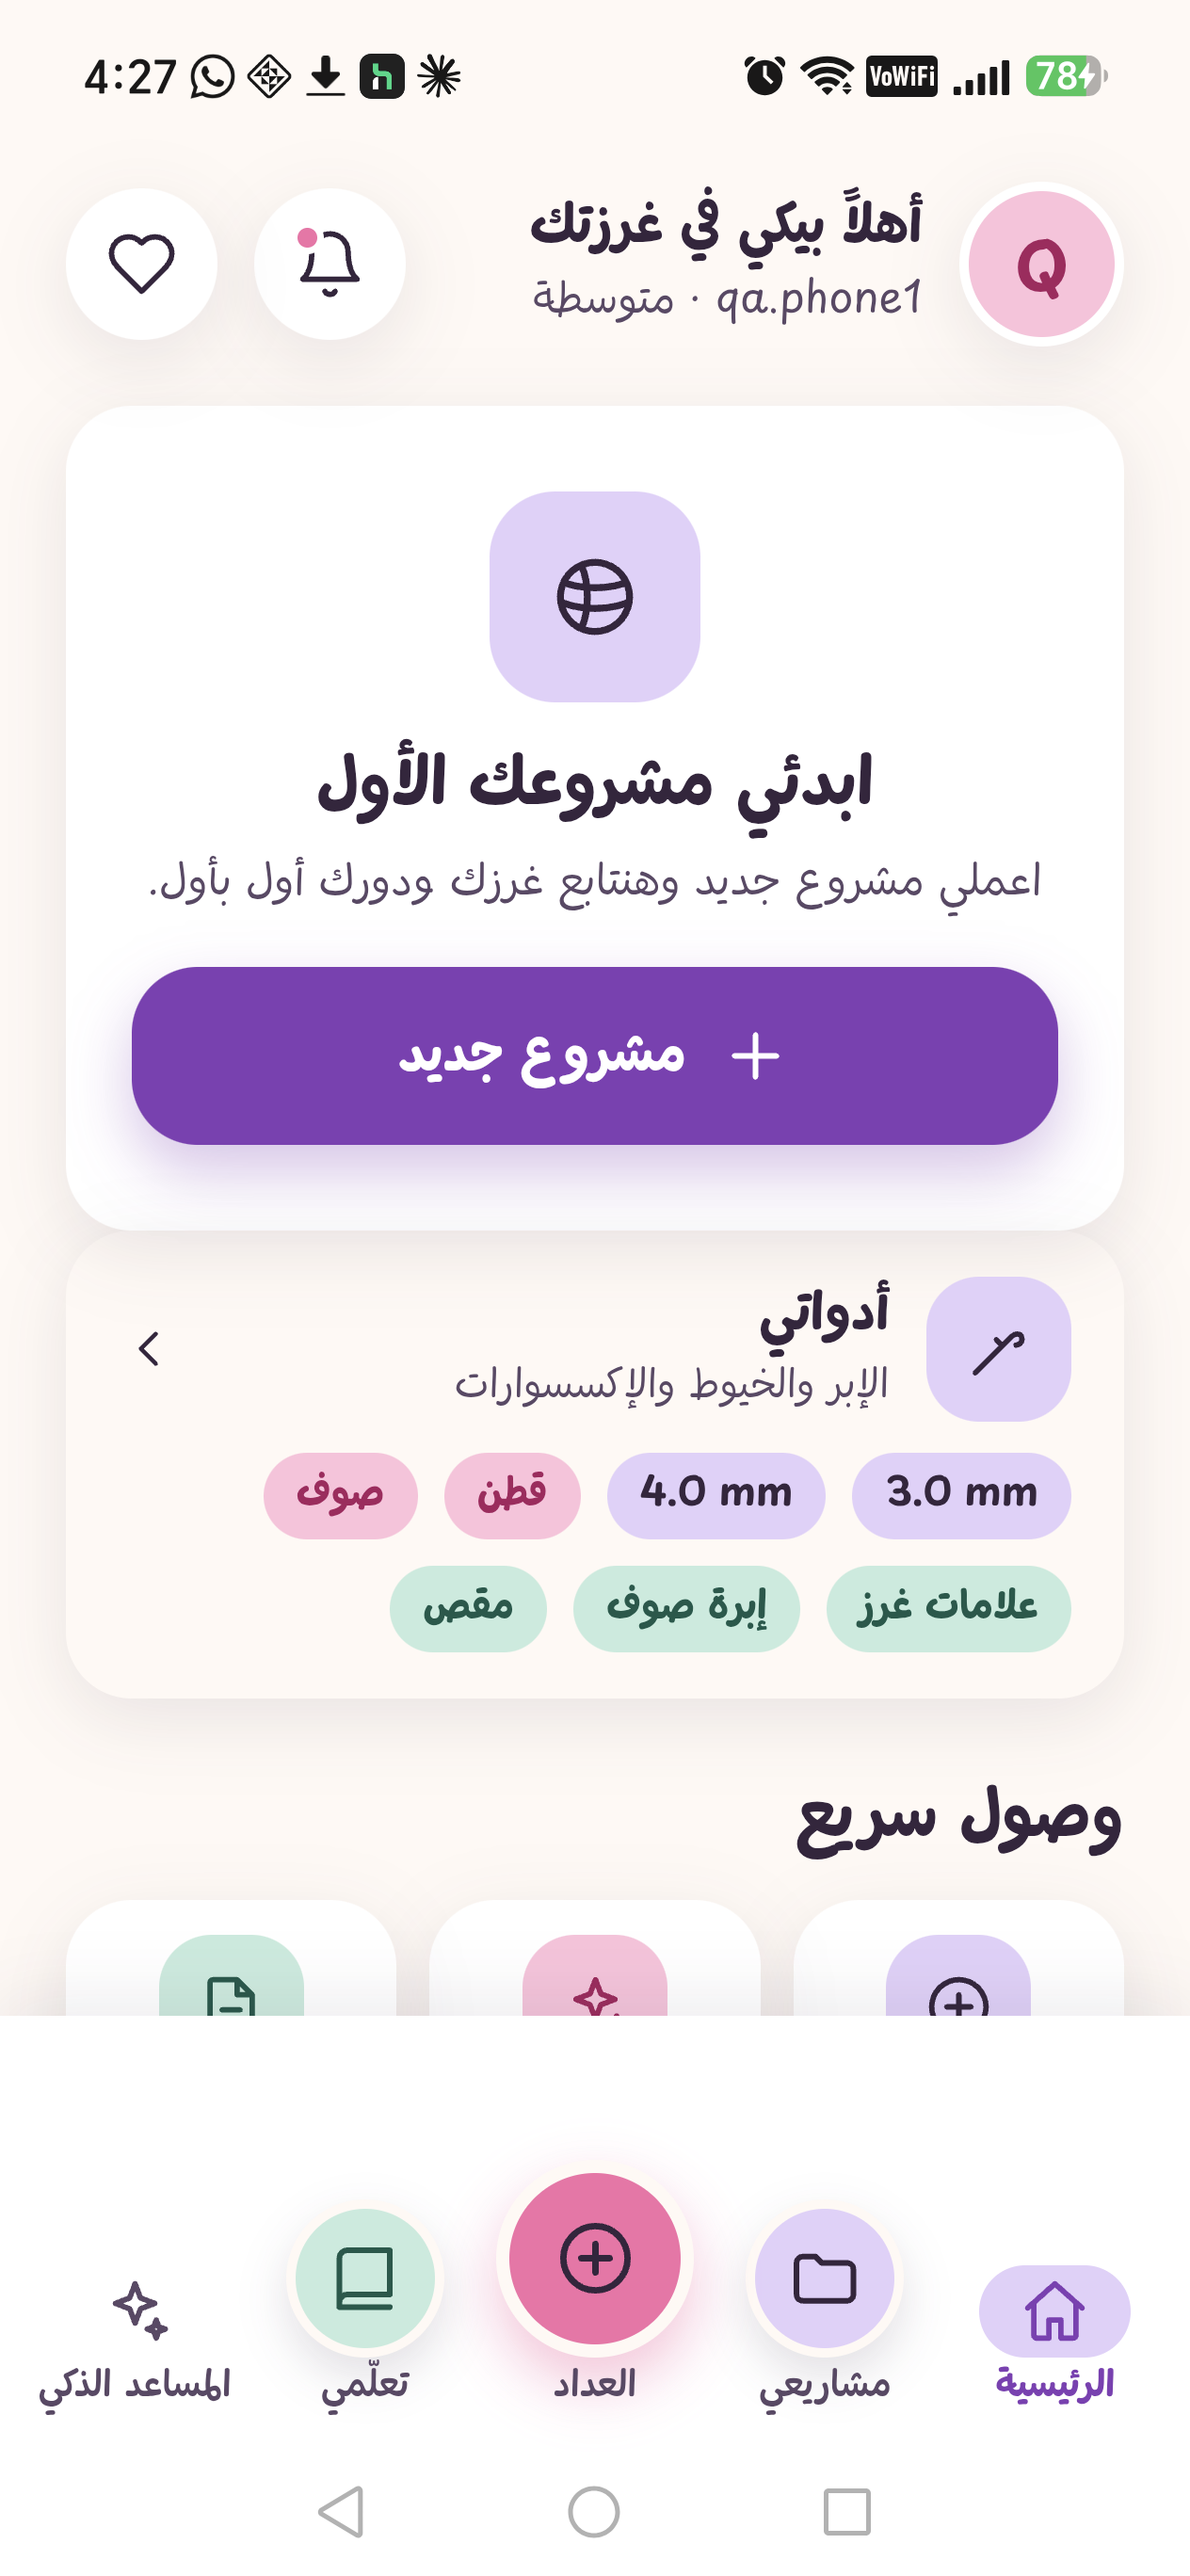 4:27 VoWiFi 78
أهلاً بيكي في غرزتك
qa.phone1 · متوسطة
Q
ابدئي مشروعك الأول
اعملي مشروع جديد وهنتابع غرزك ودورك أول بأول.
مشروع جديد
أدواتي
الإبر والخيوط والإكسسوارات
3.0 mm 4.0 mm قطن صوف
علامات غرز إبرة صوف مقص
وصول سريع
الرئيسية مشاريعي العداد تعلّمي المساعد الذكي